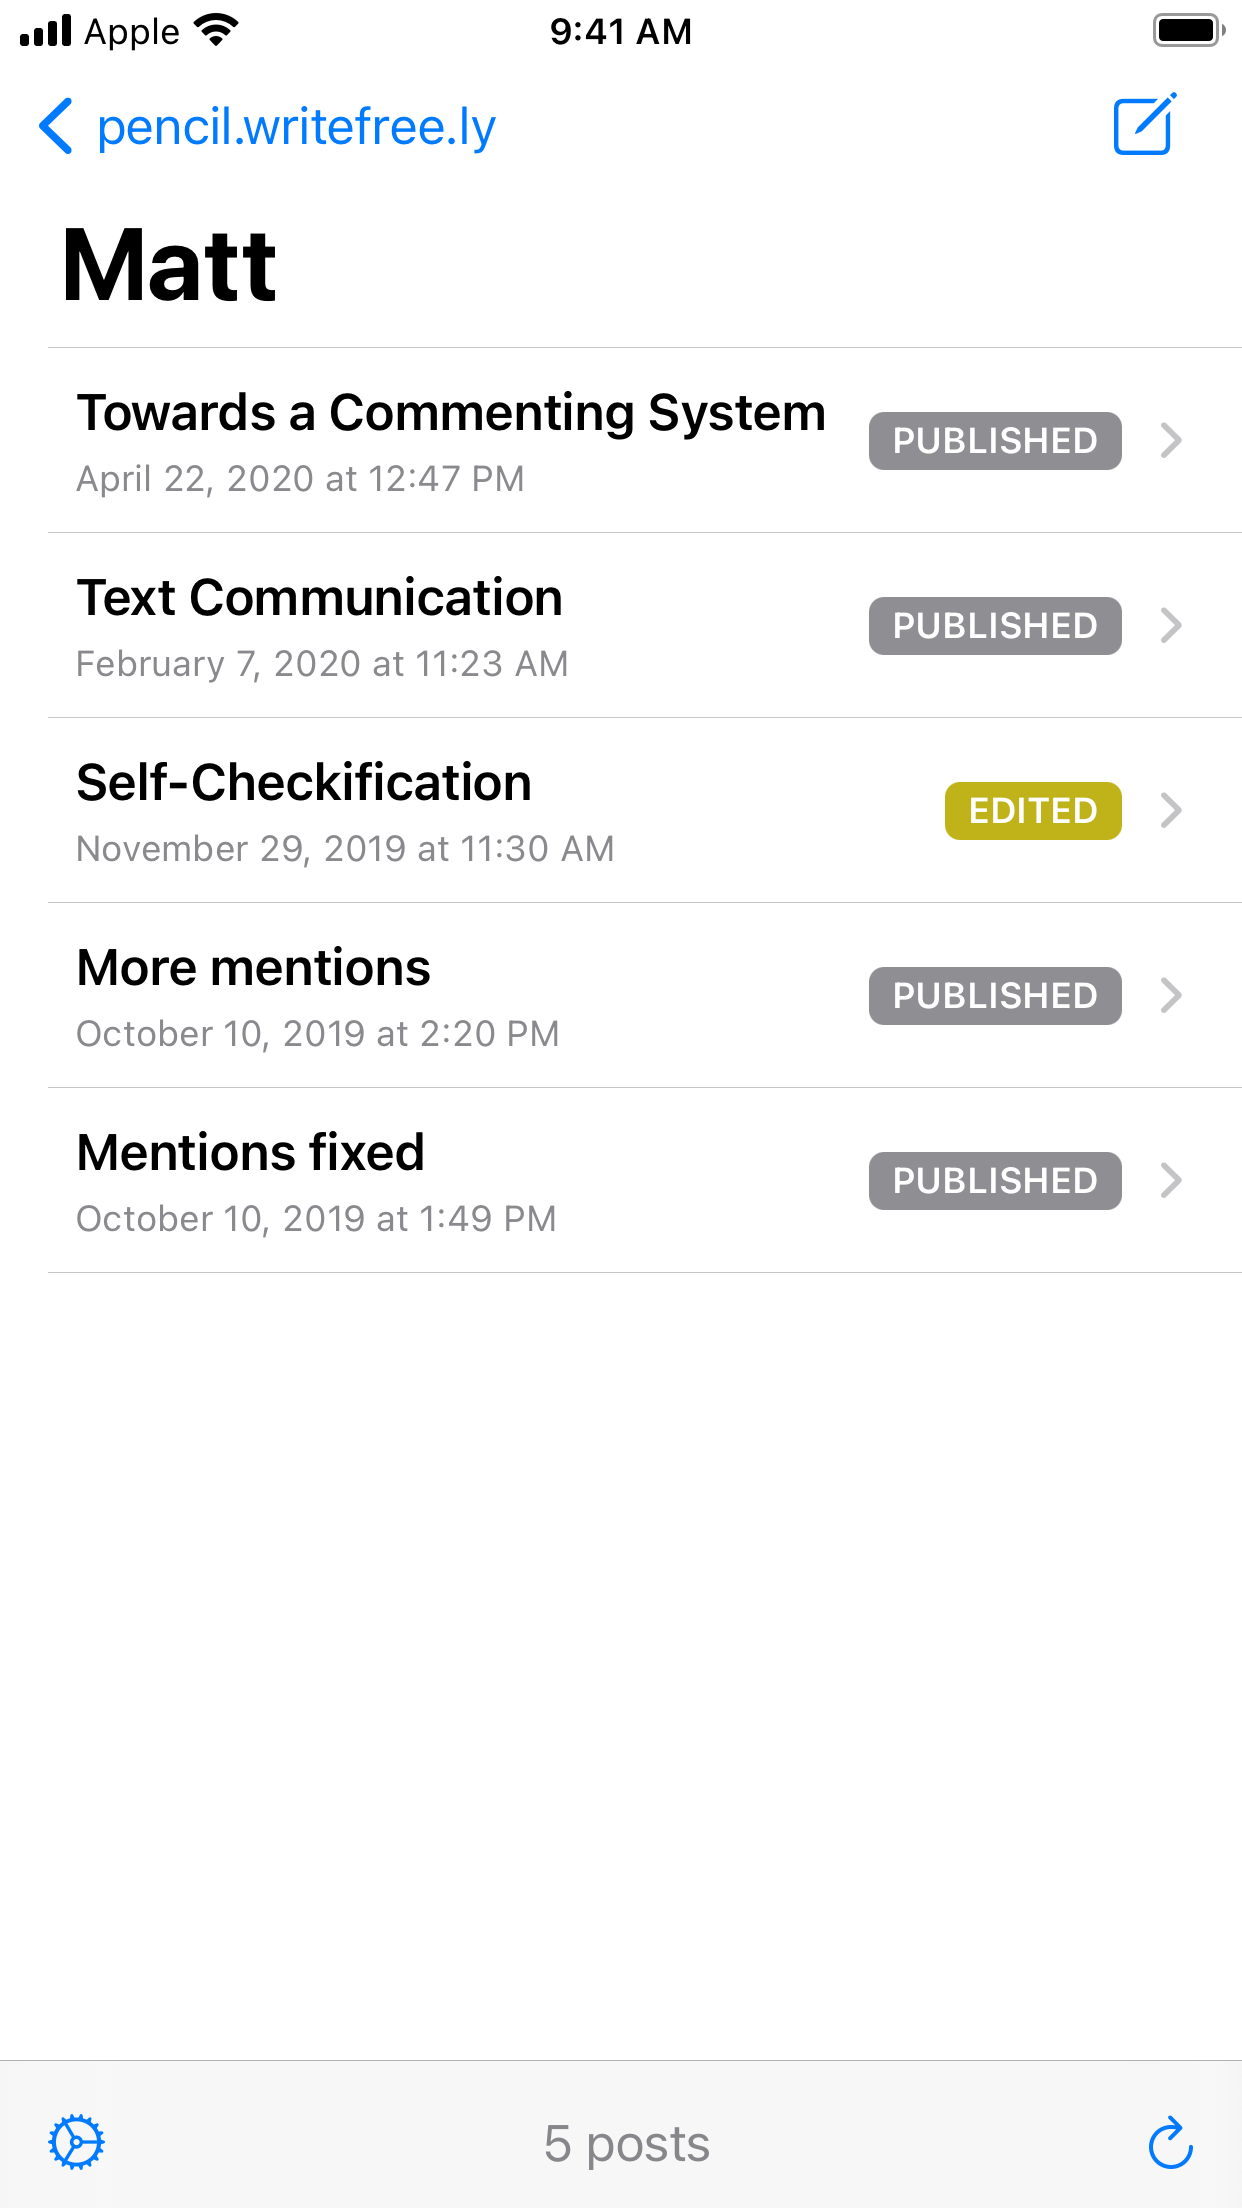 Apple 9:41 AM
pencil.writefree.ly
Matt
Towards a Commenting System
PUBLISHED
April 22, 2020 at 12:47 PM
Text Communication
PUBLISHED
February 7, 2020 at 11:23 AM
Self-Checkification
EDITED
November 29, 2019 at 11:30 AM
More mentions
PUBLISHED
October 10, 2019 at 2:20 PM
Mentions fixed
PUBLISHED
October 10, 2019 at 1:49 PM
5 posts